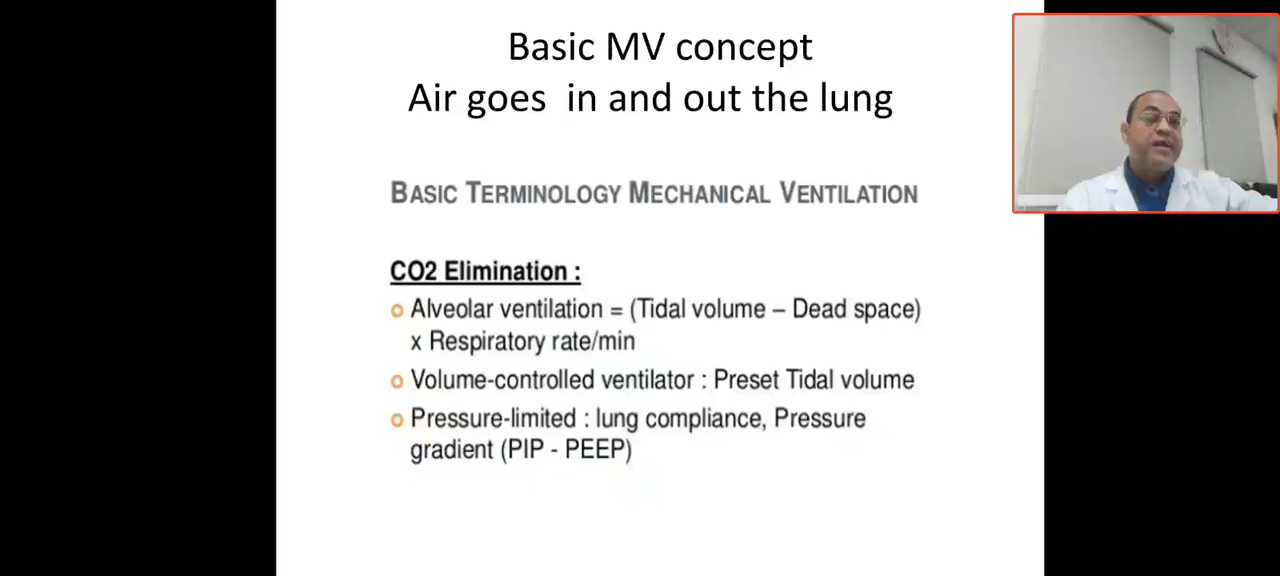 Basic MV concept
Air goes in and out the lung
BASIC TERMINOLOGY MECHANICAL VENTILATION
CO2 Elimination :
Alveolar ventilation = (Tidal volume – Dead space)
x Respiratory rate/min
Volume-controlled ventilator : Preset Tidal volume
Pressure-limited : lung compliance, Pressure
gradient (PIP - PEEP)